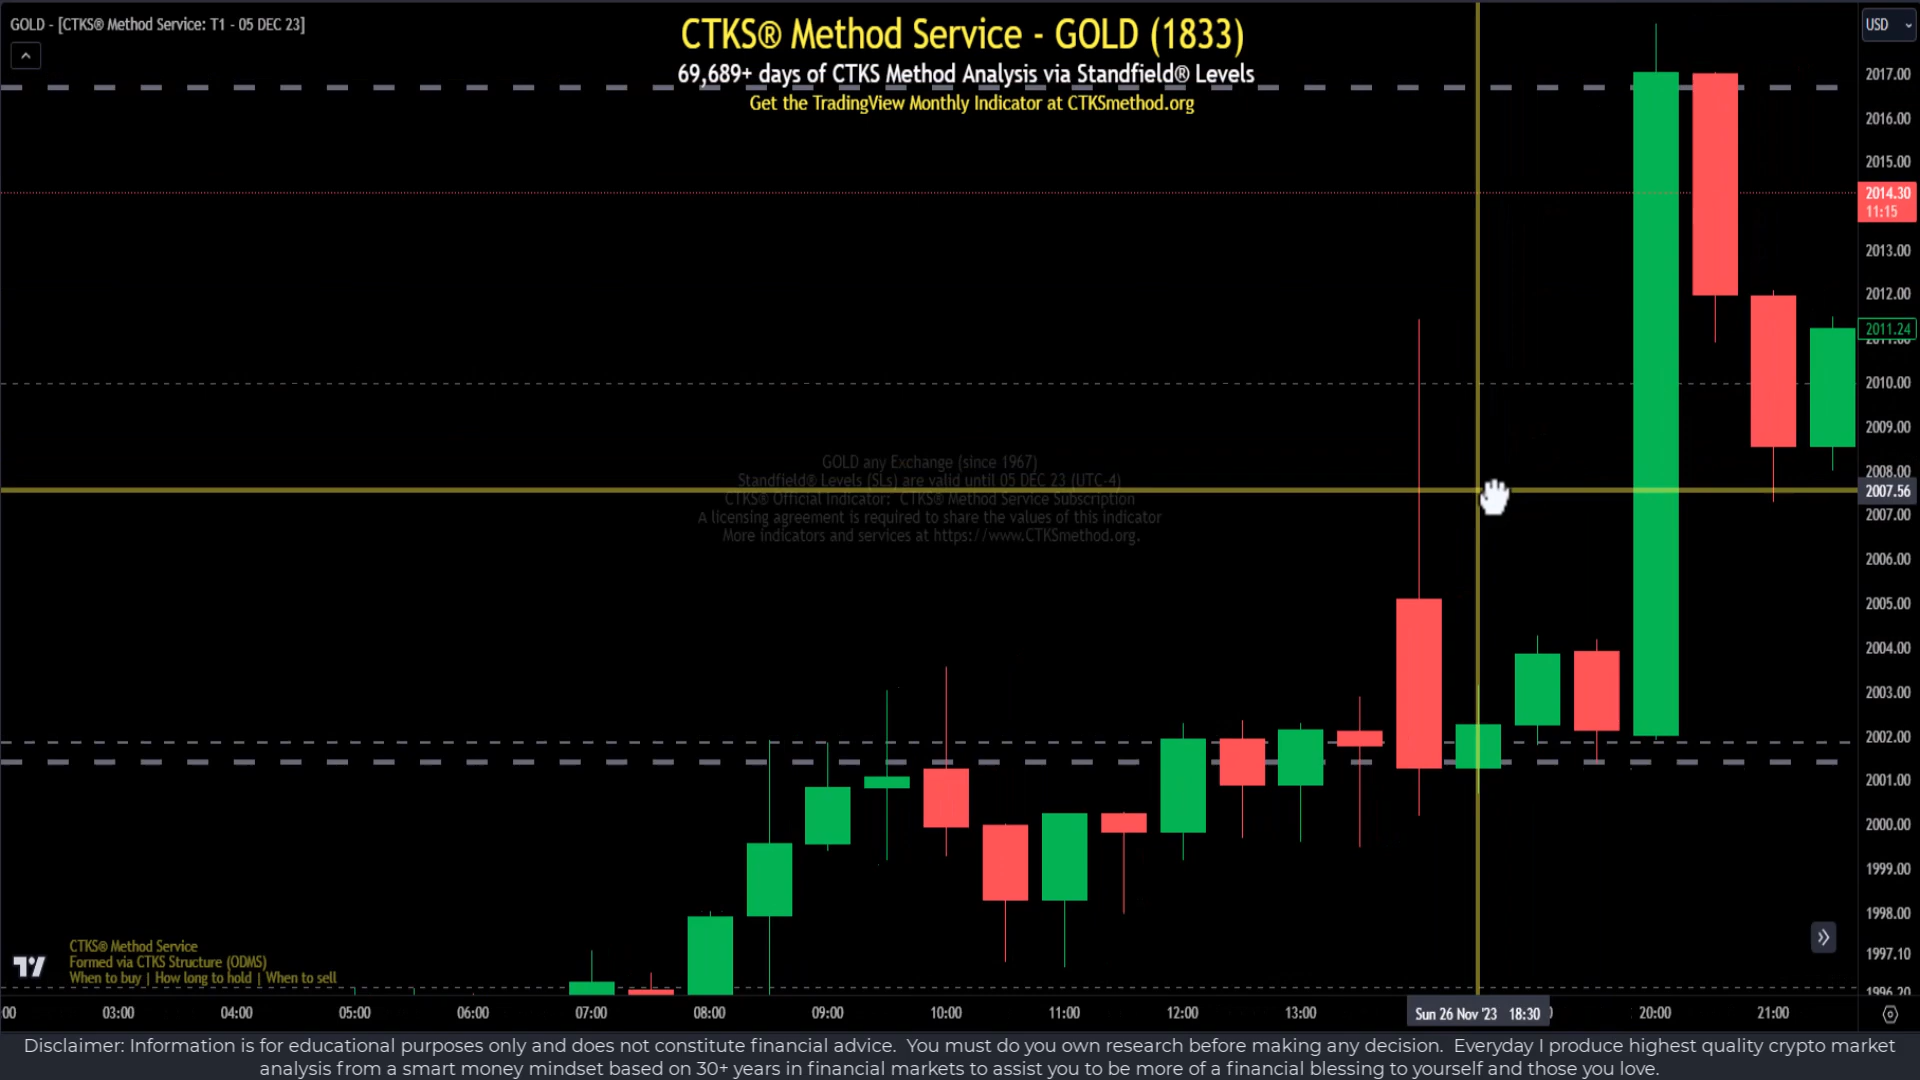 GOLD - [CTKS® Method Service: T1 - 05 DEC 23]
CTKS® Method Service - GOLD (1833)
69,689+ days of CTKS Method Analysis via Standfield® Levels
Get the TradingView Monthly Indicator at CTKSmethod.org
USD
2017.00
2016.00
2015.00
2014.30
11:15
2013.00
2012.00
2011.24
2010.00
2009.00
2008.00
2007.56
2007.00
2006.00
2005.00
2004.00
2003.00
2002.00
2001.00
2000.00
1999.00
1998.00
1997.10
1996.20
GOLD any Exchange (since 1967)
Standfield® Levels (SLs) are valid until 05 DEC 23 (UTC-4)
CTKS® Official Indicator: CTKS® Method Service Subscription
A licensing agreement is required to share the values of this indicator
More indicators and services at https://www.CTKSmethod.org.
CTKS® Method Service
Formed via CTKS Structure (ODMS)
When to buy | How long to hold | When to sell
:00 03:00 04:00 05:00 06:00 07:00 08:00 09:00 10:00 11:00 12:00 13:00 Sun 26 Nov '23 18:30 20:00 21:00
Disclaimer: Information is for educational purposes only and does not constitute financial advice. You must do you own research before making any decision. Everyday I produce highest quality crypto market
analysis from a smart money mindset based on 30+ years in financial markets to assist you to be more of a financial blessing to yourself and those you love.